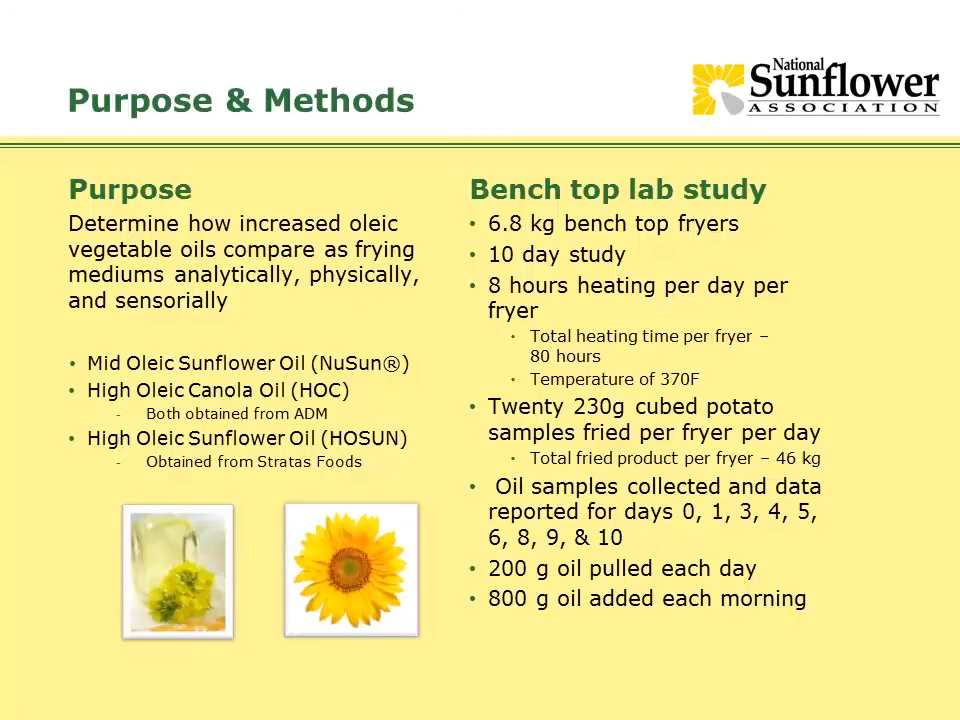 Purpose & Methods
National
Sunflower
ASSOCIATION
Purpose
Determine how increased oleic
vegetable oils compare as frying
mediums analytically, physically,
and sensorially
• Mid Oleic Sunflower Oil (NuSun®)
• High Oleic Canola Oil (HOC)
- Both obtained from ADM
• High Oleic Sunflower Oil (HOSUN)
- Obtained from Stratas Foods
Bench top lab study
• 6.8 kg bench top fryers
• 10 day study
• 8 hours heating per day per
fryer
• Total heating time per fryer –
80 hours
• Temperature of 370F
• Twenty 230g cubed potato
samples fried per fryer per day
• Total fried product per fryer – 46 kg
• Oil samples collected and data
reported for days 0, 1, 3, 4, 5,
6, 8, 9, & 10
• 200 g oil pulled each day
• 800 g oil added each morning